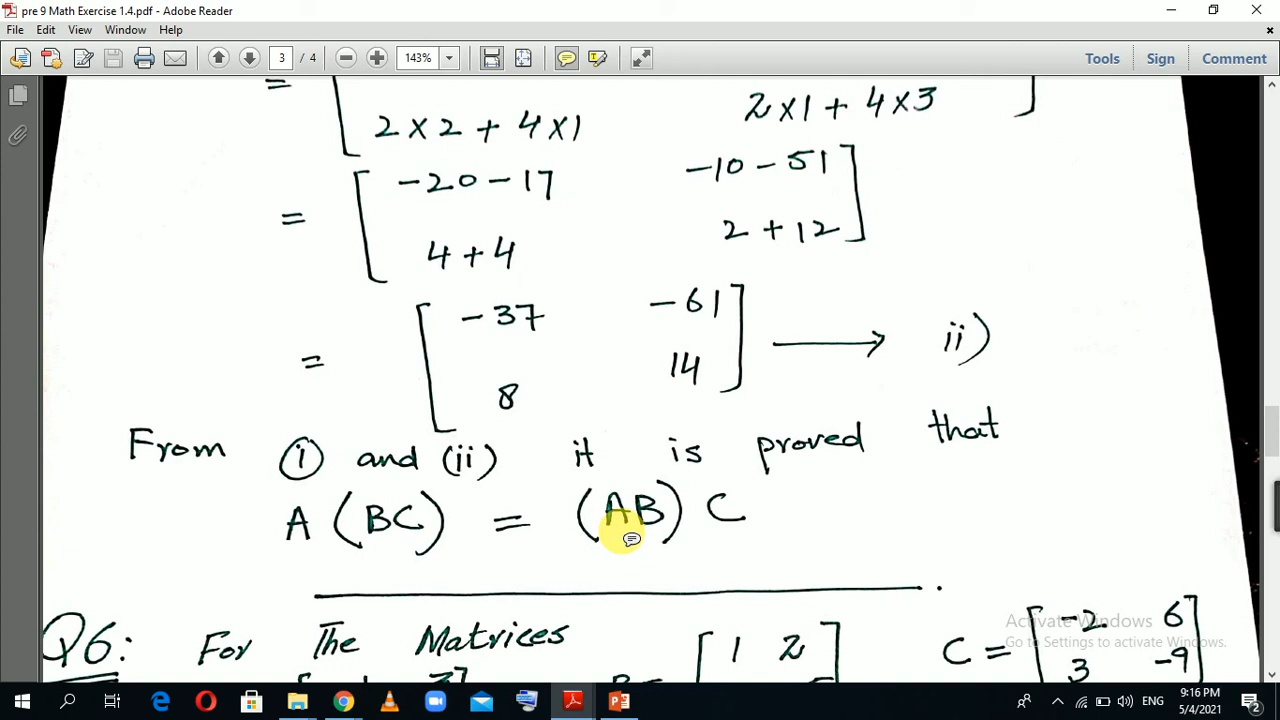 pre 9 Math Exercise 1.4.pdf - Adobe Reader
File Edit View Window Help
3 / 4 143% Tools Sign Comment
=
2×2 + 4×1 2×1 + 4×3
= -20-17 -10-51
4+4 2+12
= -37 -61 → ii)
8 14
From (i) and (ii) it is proved that
A (BC) = (AB) C
Q6: For The Matrices 1 2 C = -2 6
3 -9
Activate Windows
Go to Settings to activate Windows.
ENG 9:16 PM
5/4/2021
2